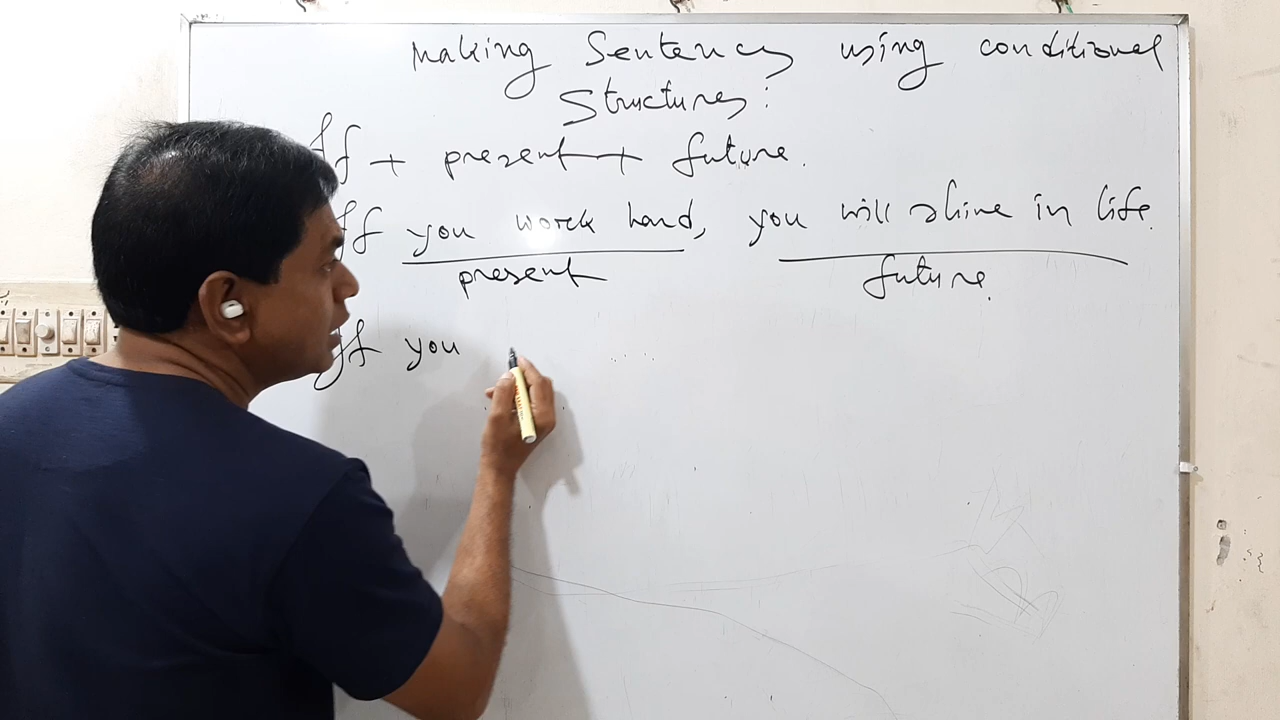 Making Sentences using conditional
Structures:
If + present + future.
If you work hard, you will shine in life.
present future.
If you